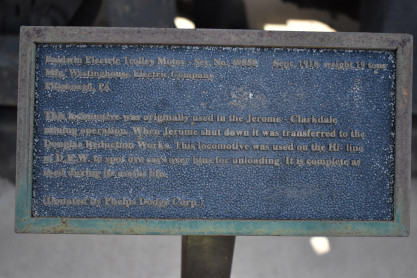 Baldwin Electric Trolley Motor - Ser. No. Sept. 1918 weight 19 tons
Mfg. Westinghouse Electric Company
Pittsburgh, Pa
This locomotive was originally used in the Jerome - Clarkdale
mining operation. When Jerome shut down it was transferred to the
Douglas Reduction Works. This locomotive was used on the Hi-line
at D.R.W. to spot ore cars over bins for unloading. It is complete as
used during its useful life.
(Donated by Phelps Dodge Corp.)